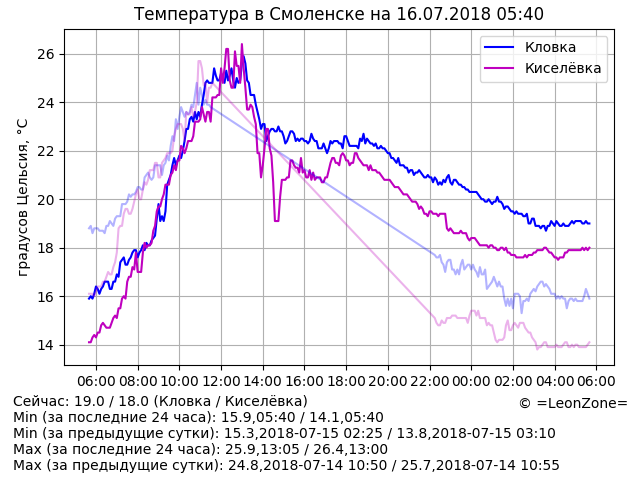 Температура в Смоленске на 16.07.2018 05:40
градусов Цельсия, °C
26
24
22
20
18
16
14
Кловка
Киселёвка
06:00 08:00 10:00 12:00 14:00 16:00 18:00 20:00 22:00 00:00 02:00 04:00 06:00
Сейчас: 19.0 / 18.0 (Кловка / Киселёвка)
© =LeonZone=
Min (за последние 24 часа): 15.9,05:40 / 14.1,05:40
Min (за предыдущие сутки): 15.3,2018-07-15 02:25 / 13.8,2018-07-15 03:10
Max (за последние 24 часа): 25.9,13:05 / 26.4,13:00
Max (за предыдущие сутки): 24.8,2018-07-14 10:50 / 25.7,2018-07-14 10:55